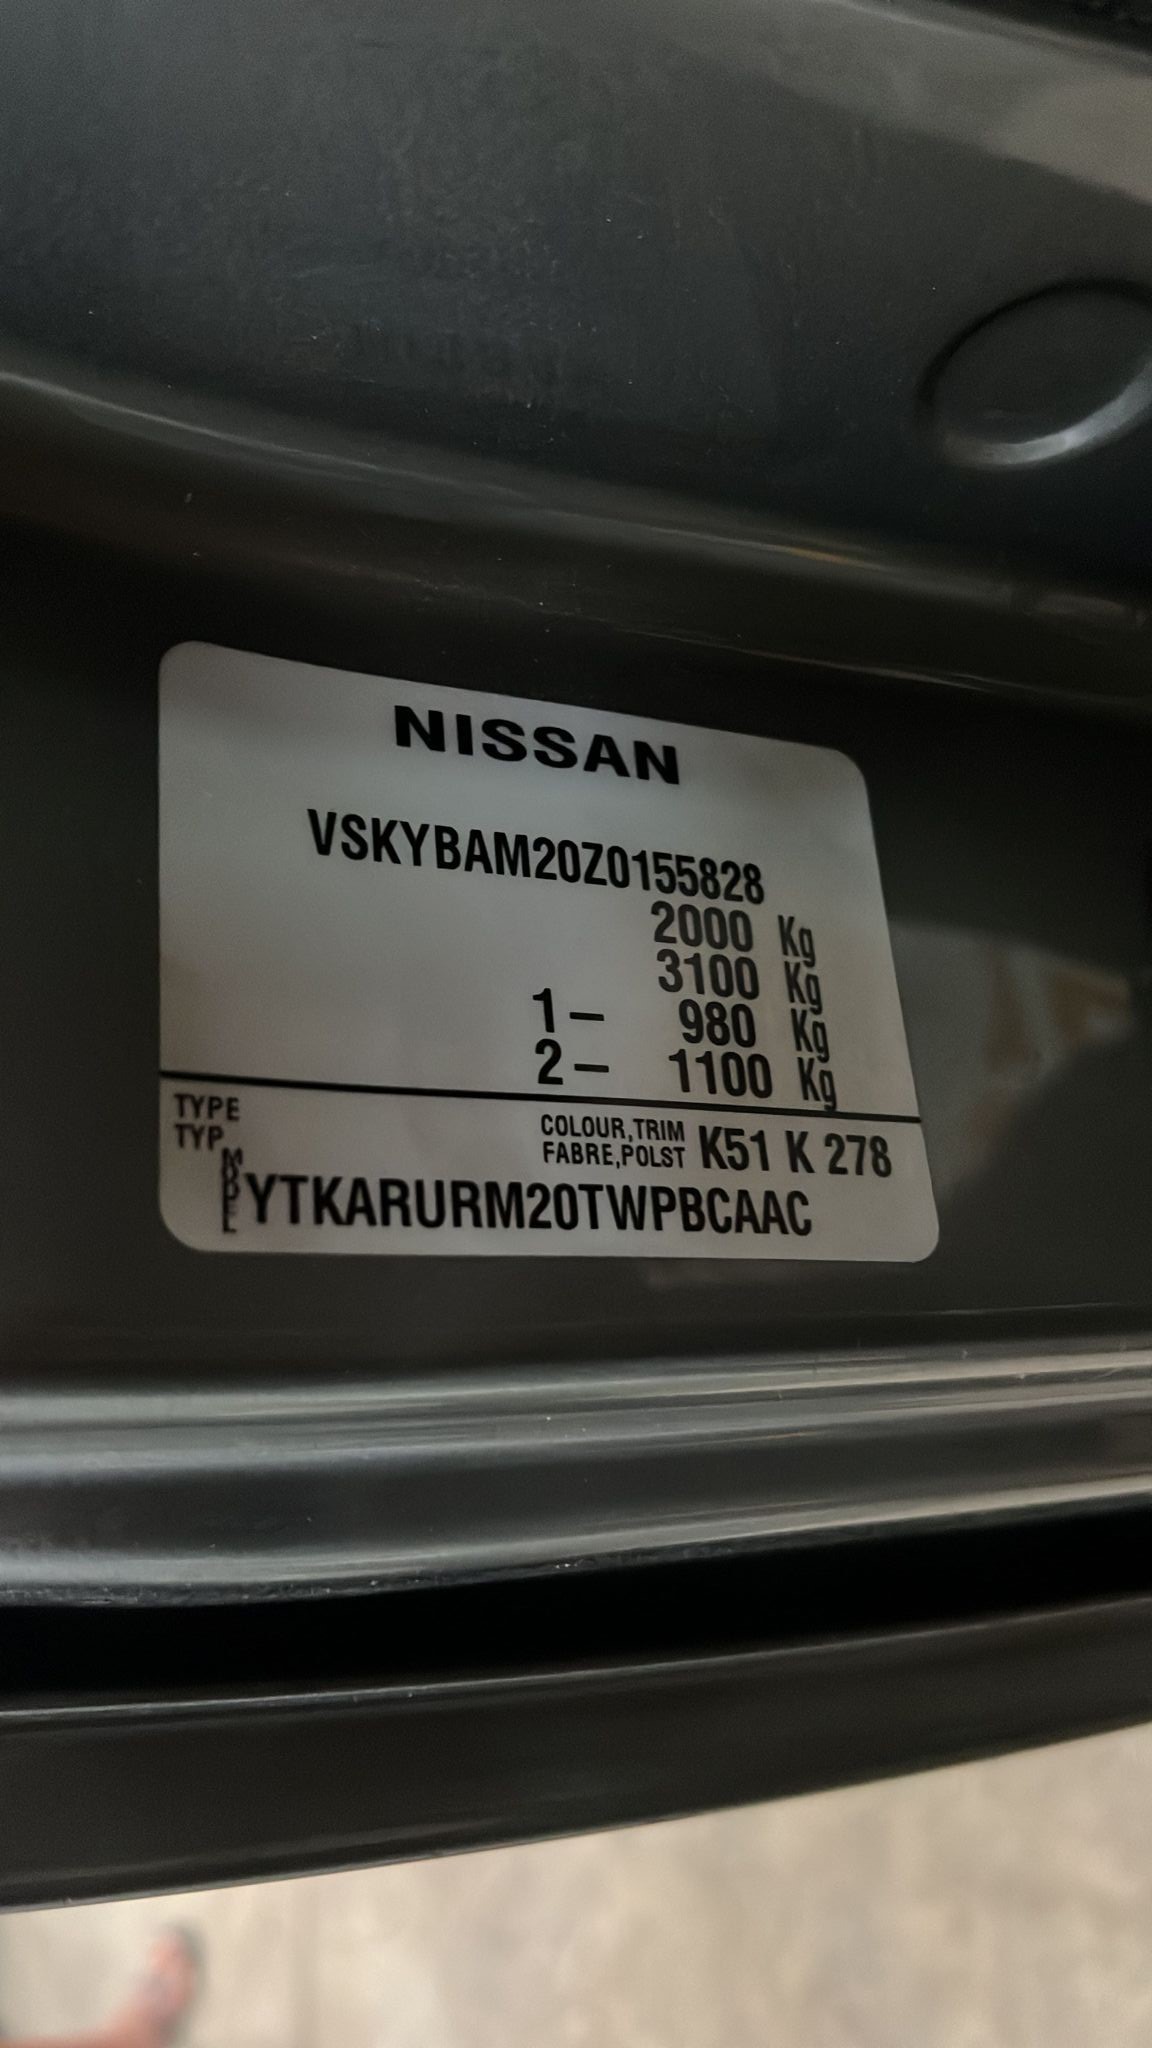 NISSAN
VSKYBAM20Z0155828
2000 Kg
3100 Kg
1- 980 Kg
2- 1100 Kg
TYPE
TYP
COLOUR,TRIM K51 K 278
FABRE,POLST
MODEL YTKARURM20TWPBCAAC